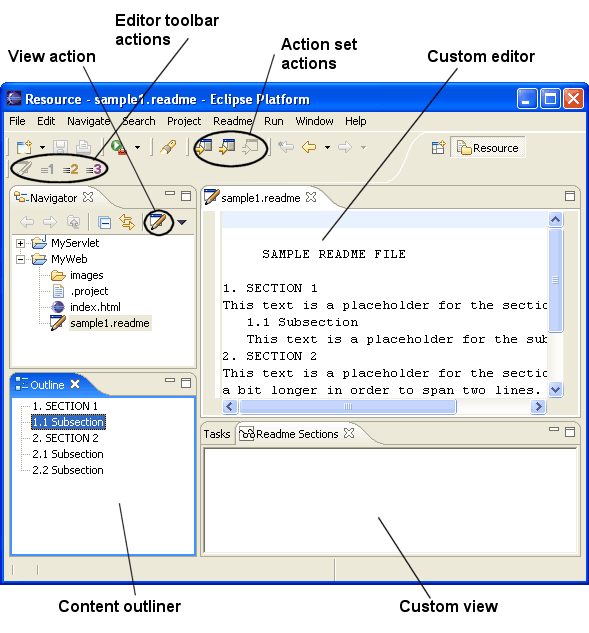 Editor toolbar
actions
Action set
actions
View action
Custom editor
Resource - sample1.readme - Eclipse Platform
File Edit Navigate Search Project Readme Run Window Help
Resource
1 2 3
Navigator
sample1.readme
MyServlet
MyWeb
images
.project
index.html
sample1.readme
SAMPLE README FILE
1. SECTION 1
This text is a placeholder for the sectio
1.1 Subsection
This text is a placeholder for the sub
2. SECTION 2
This text is a placeholder for the sectio
a bit longer in order to span two lines.
Outline
1. SECTION 1
1.1 Subsection
2. SECTION 2
2.1 Subsection
2.2 Subsection
Tasks Readme Sections
Content outliner
Custom view